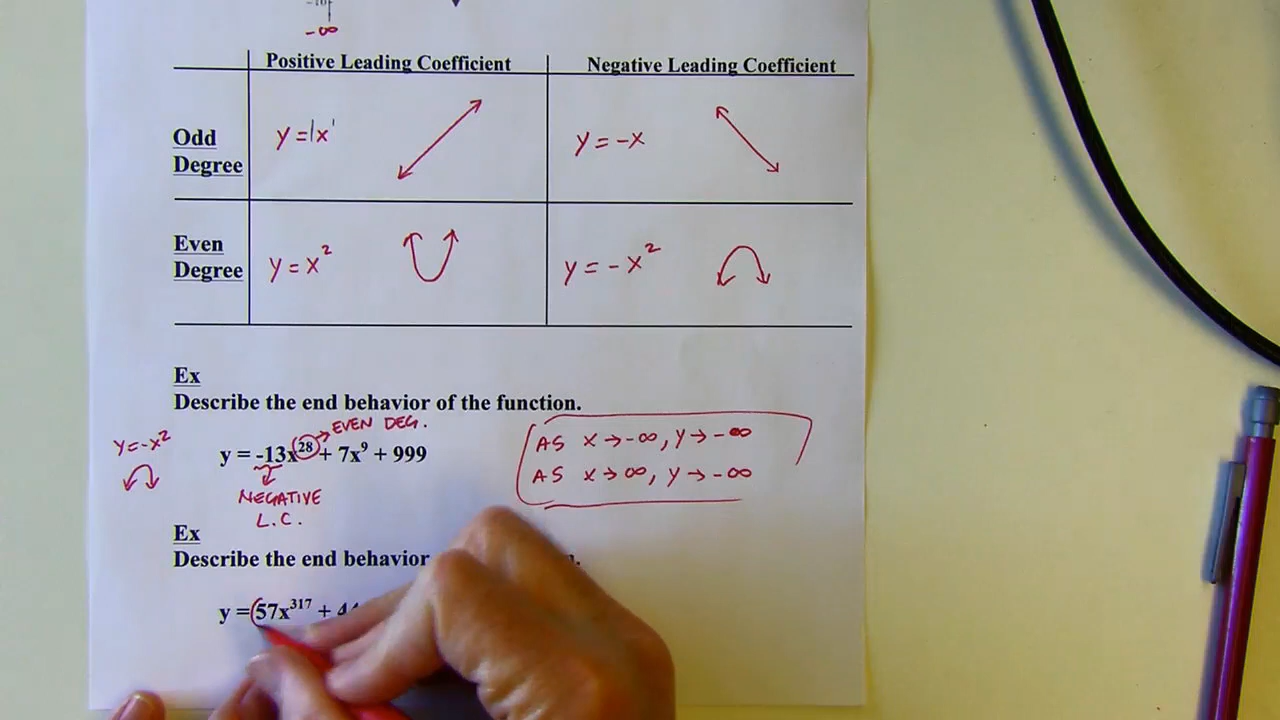 -∞
Positive Leading Coefficient
Negative Leading Coefficient
Odd Degree
y = 1x¹
y = -x
Even Degree
y = x²
y = -x²
Ex
Describe the end behavior of the function.
EVEN DEG.
y = -x²
y = -13x²⁸ + 7x⁹ + 999
NEGATIVE
L.C.
AS x → -∞, y → -∞
AS x → ∞, y → -∞
Ex
Describe the end behavior
y = 57x³¹⁷ +